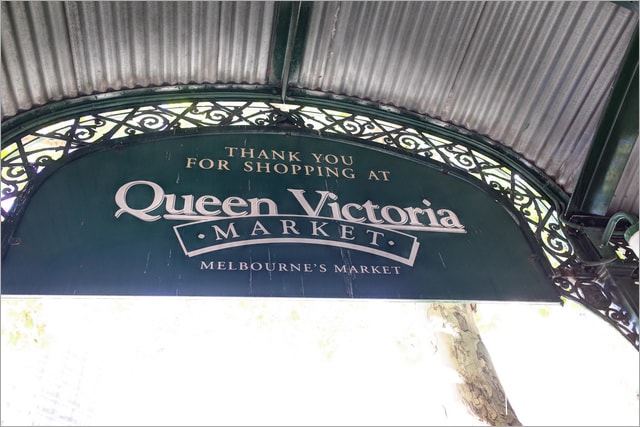 THANK YOU
FOR SHOPPING AT
Queen Victoria
· MARKET ·
MELBOURNE'S MARKET